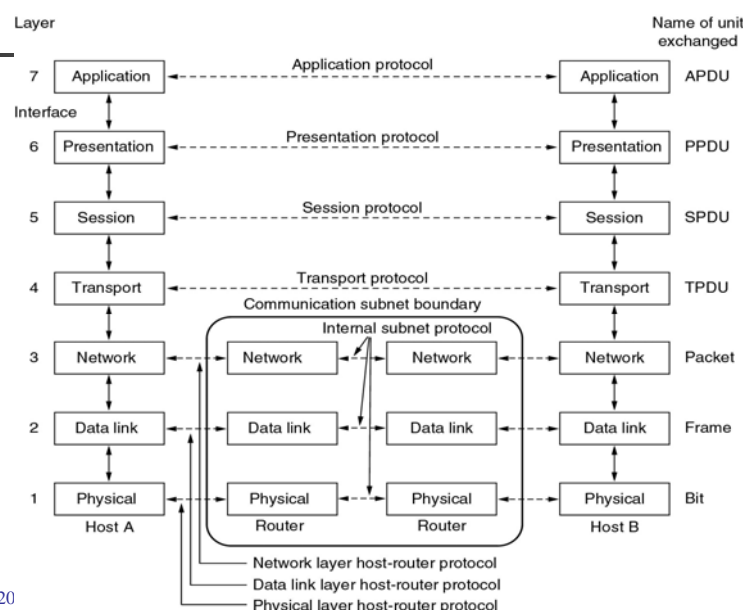 Layer
Name of unit
exchanged
7 Application Application protocol Application APDU
Interface
6 Presentation Presentation protocol Presentation PPDU
5 Session Session protocol Session SPDU
4 Transport Transport protocol Transport TPDU
Communication subnet boundary
Internal subnet protocol
3 Network Network Network Network Packet
2 Data link Data link Data link Data link Frame
1 Physical Physical Physical Physical Bit
Host A Router Router Host B
Network layer host-router protocol
Data link layer host-router protocol
Physical layer host-router protocol
20